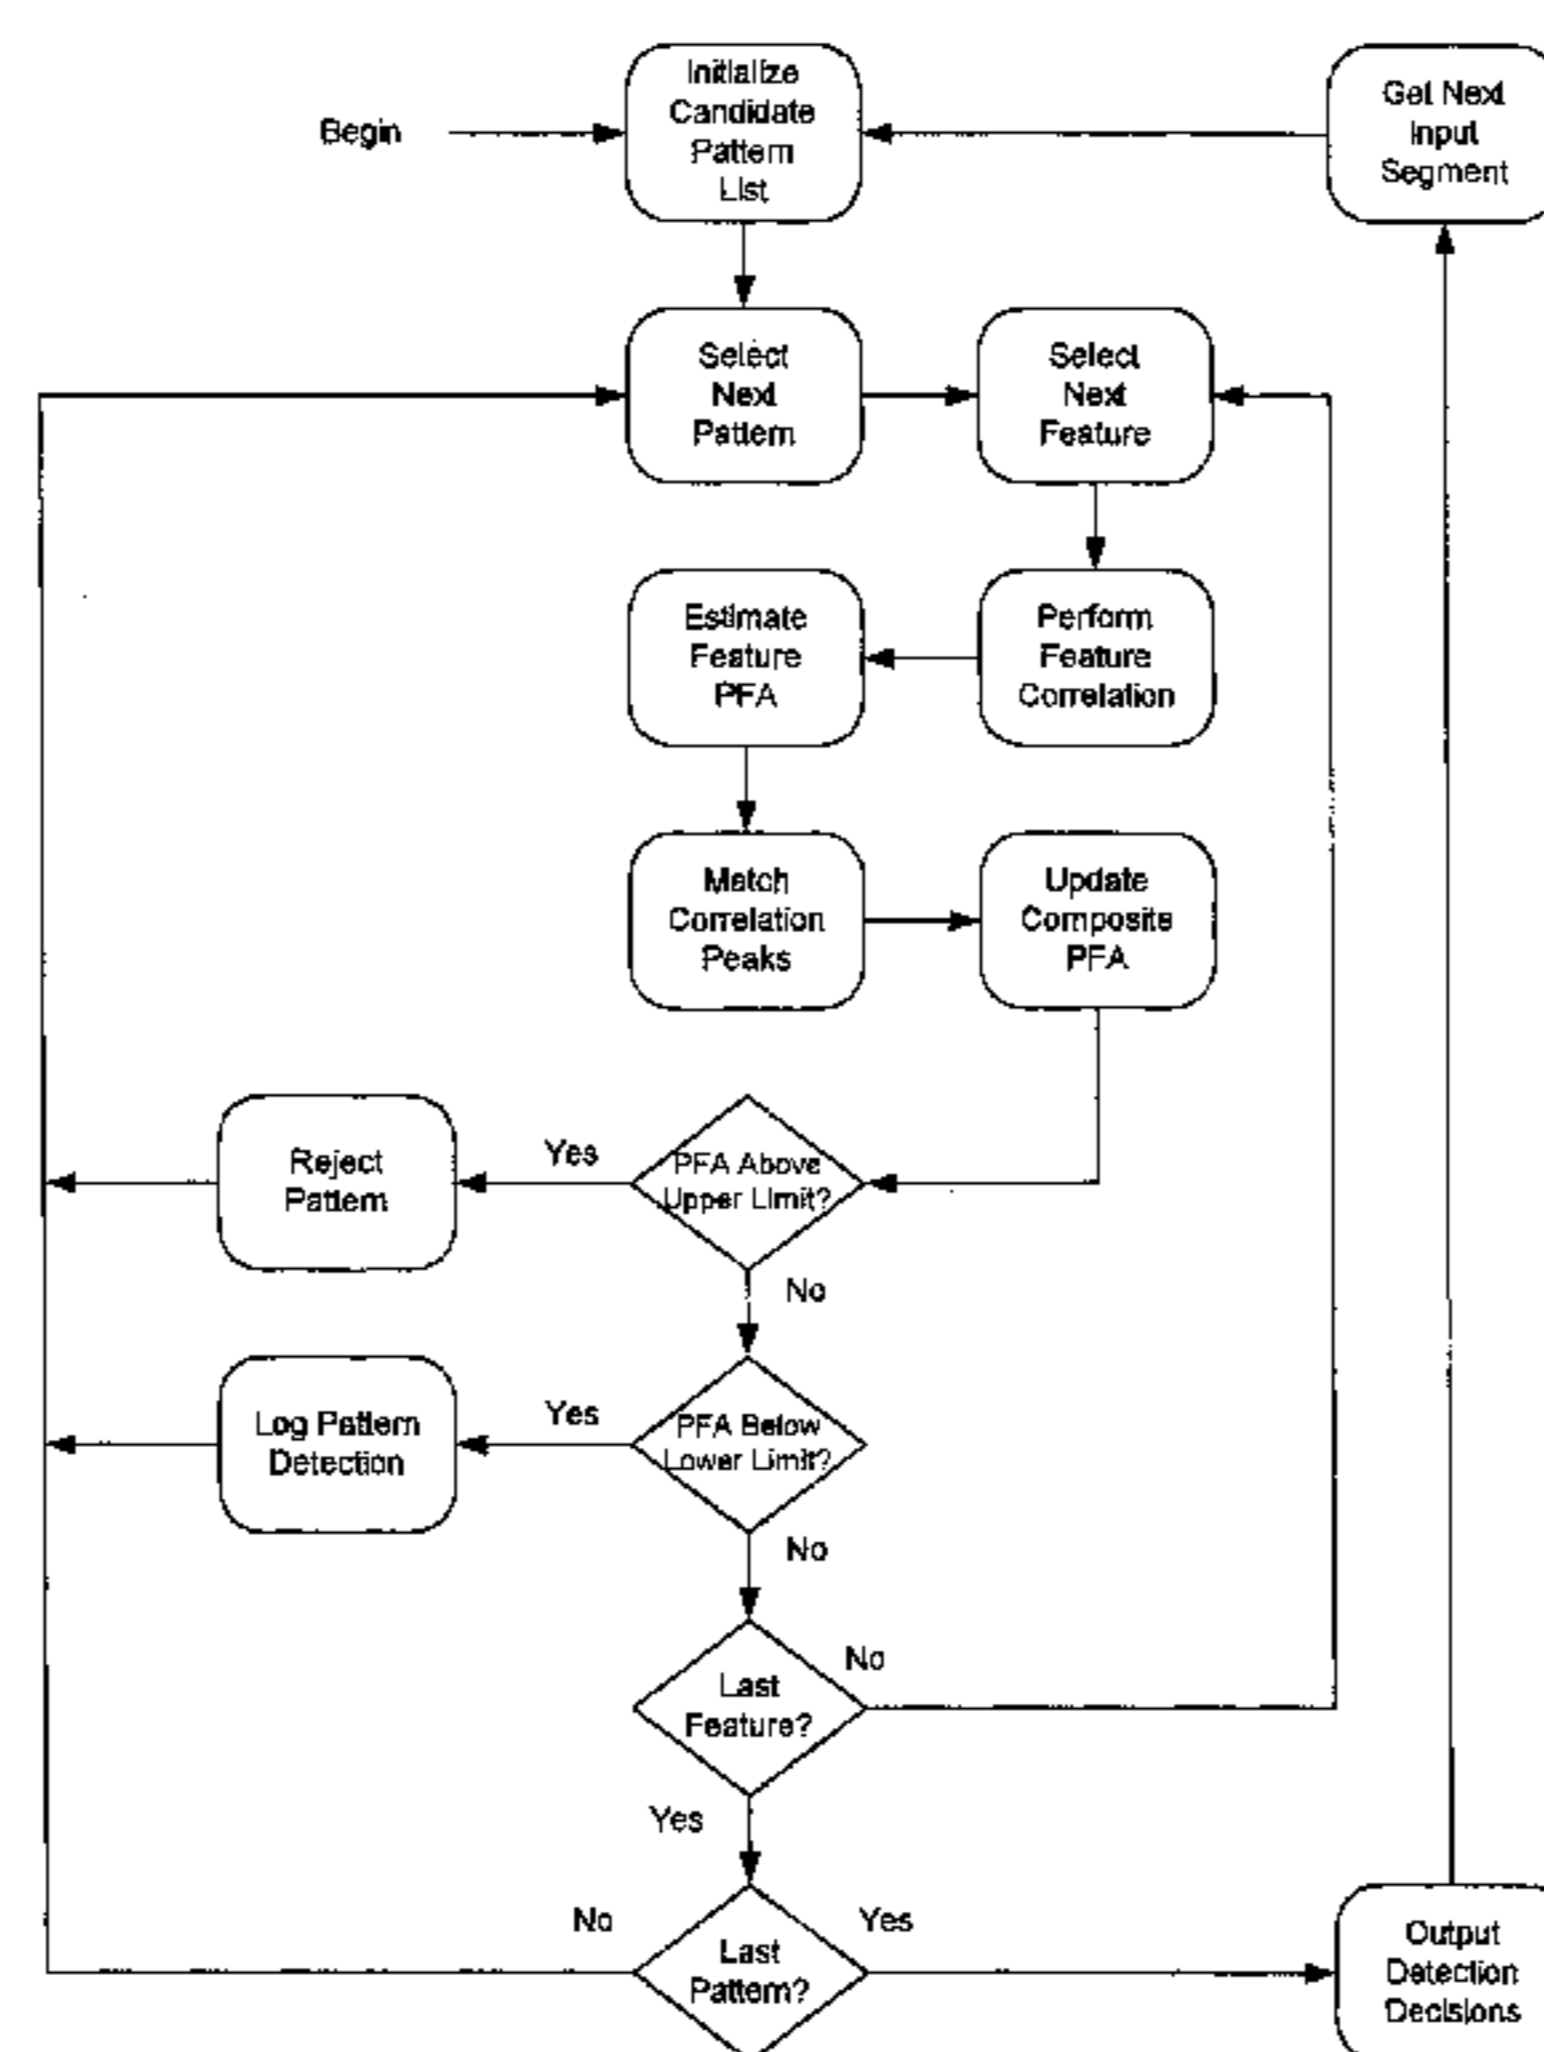 Initialize
Candidate
Pattern
List
Begin
Get Next
Input
Segment
Select
Next
Pattern
Select
Next
Feature
Estimate
Feature
PFA
Perform
Feature
Correlation
Match
Correlation
Peaks
Update
Composite
PFA
Reject
Pattern
Yes
PFA Above
Upper Limit?
No
Log Pattern
Detection
Yes
PFA Below
Lower Limit?
No
Last
Feature?
No
Yes
No
Last
Pattern?
Yes
Output
Detection
Decisions